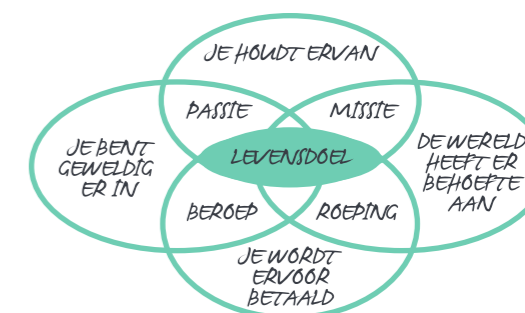 JE HOUDT ERVAN
PASSIE
MISSIE
JE BENT
GEWELDIG
ER IN
LEVENSDOEL
DE WERELD
HEEFT ER
BEHOEFTE
AAN
BEROEP
ROEPING
JE WORDT
ERVOOR
BETAALD